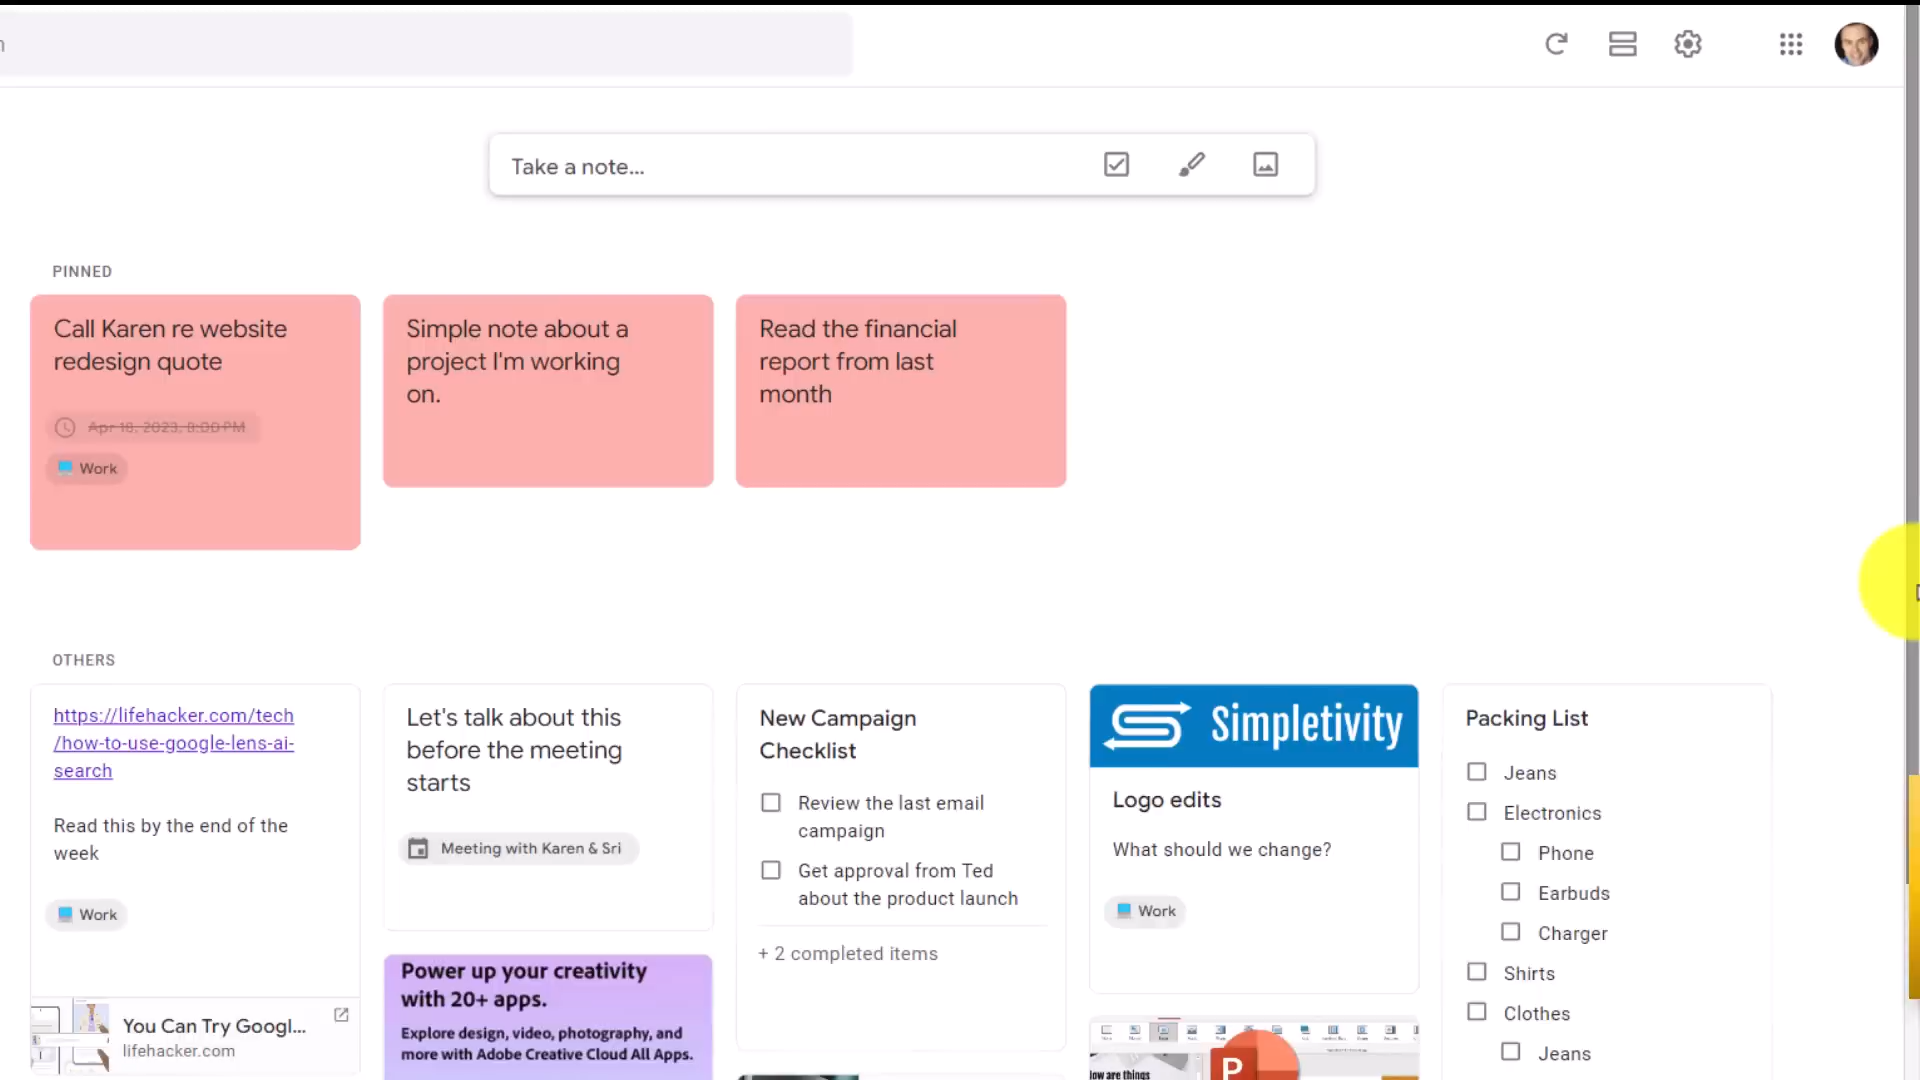 Take a note...
PINNED
Call Karen re website
redesign quote
Apr 18, 2023, 8:00 PM
Work
Simple note about a
project I'm working
on.
Read the financial
report from last
month
OTHERS
https://lifehacker.com/tech
/how-to-use-google-lens-ai-
search
Read this by the end of the
week
Work
You Can Try Googl...
lifehacker.com
Let's talk about this
before the meeting
starts
Meeting with Karen & Sri
Power up your creativity
with 20+ apps.
Explore design, video, photography, and
more with Adobe Creative Cloud All Apps.
New Campaign
Checklist
Review the last email
campaign
Get approval from Ted
about the product launch
+ 2 completed items
Simpletivity
Logo edits
What should we change?
Work
How are things
P
Packing List
Jeans
Electronics
Phone
Earbuds
Charger
Shirts
Clothes
Jeans